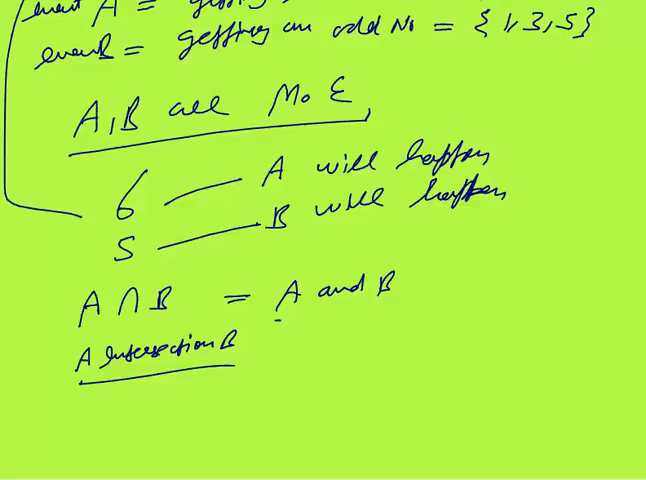 event A = getting
event B = getting an odd No = {1,3,5}
A,B are M.E,
6 — A will happen
5 — B will happen
A ∩ B = A and B
A Intersection B